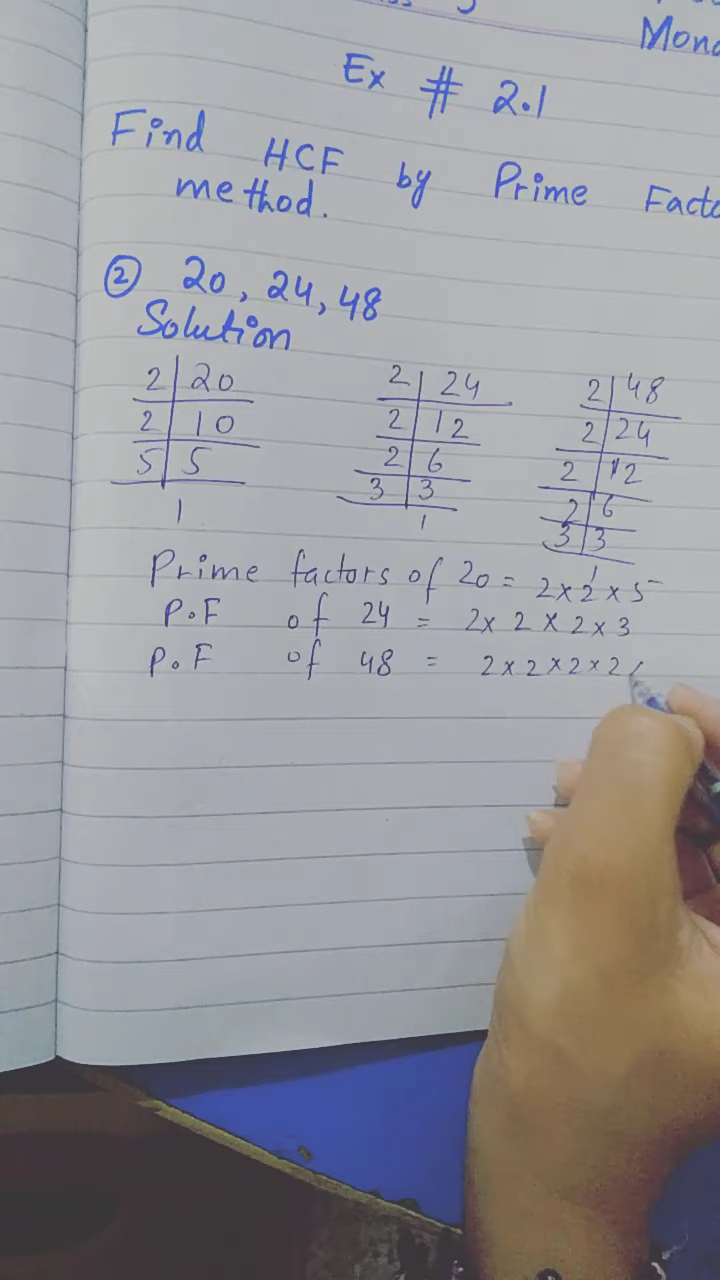 Ex # 2.1
Find HCF by Prime
method.
② 20, 24, 48
Solution
2 | 20 2 | 24 2 | 48
2 | 10 2 | 12 2 | 24
5 | 5 2 | 6 2 | 12
1 3 | 3 2 | 6
1 3 | 3
1
Prime factors of 20 = 2 x 2 x 5
P.F of 24 = 2 x 2 x 2 x 3
P.F of 48 = 2 x 2 x 2 x 2